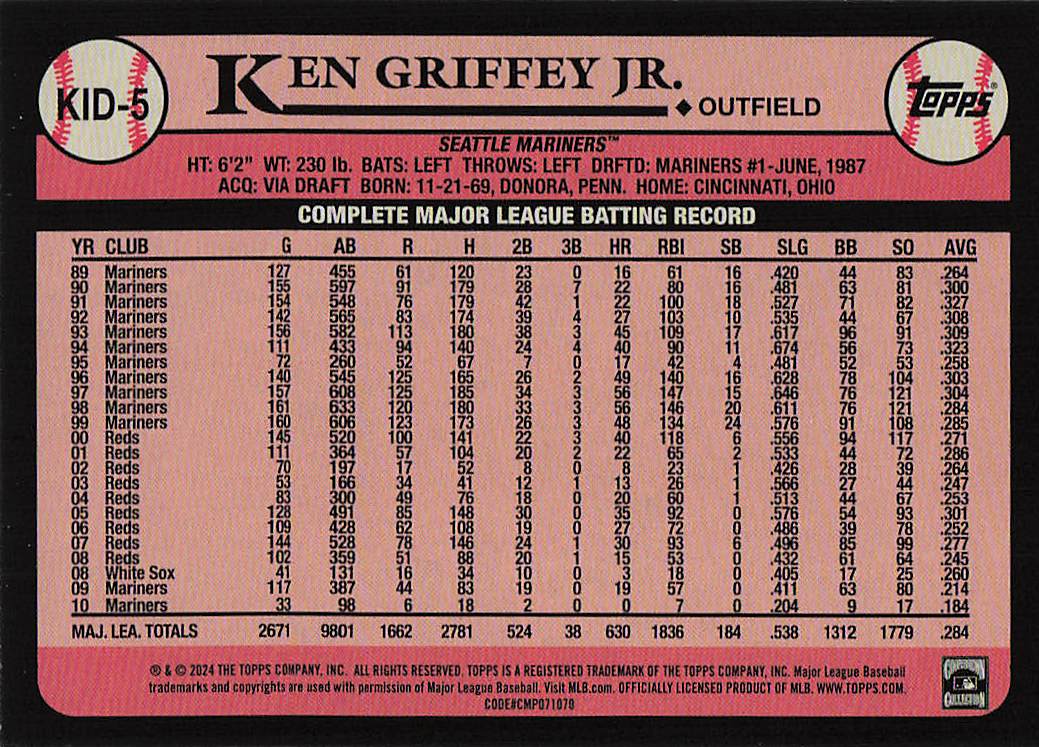 KID-5
KEN GRIFFEY JR.
◆ OUTFIELD
TOPPS®
SEATTLE MARINERS™
HT: 6'2" WT: 230 lb. BATS: LEFT THROWS: LEFT DRFTD: MARINERS #1-JUNE, 1987
ACQ: VIA DRAFT BORN: 11-21-69, DONORA, PENN. HOME: CINCINNATI, OHIO
COMPLETE MAJOR LEAGUE BATTING RECORD
YR CLUB G AB R H 2B 3B HR RBI SB SLG BB SO AVG
89 Mariners 127 455 61 120 23 0 16 61 16 .420 44 83 .264
90 Mariners 155 597 91 179 28 7 22 80 16 .481 63 81 .300
91 Mariners 154 548 76 179 42 1 22 100 18 .527 71 82 .327
92 Mariners 142 565 83 174 39 4 27 103 10 .535 44 67 .308
93 Mariners 156 582 113 180 38 3 45 109 17 .617 96 91 .309
94 Mariners 111 433 94 140 24 4 40 90 11 .674 56 73 .323
95 Mariners 72 260 52 67 7 0 17 42 4 .481 52 53 .258
96 Mariners 140 545 125 165 26 2 49 140 16 .628 78 104 .303
97 Mariners 157 608 125 185 34 3 56 147 15 .646 76 121 .304
98 Mariners 161 633 120 180 33 3 56 146 20 .611 76 121 .284
99 Mariners 160 606 123 173 26 3 48 134 24 .576 91 108 .285
00 Reds 145 520 100 141 22 3 40 118 6 .556 94 117 .271
01 Reds 111 364 57 104 20 2 22 65 2 .533 44 72 .286
02 Reds 70 197 17 52 8 0 8 23 1 .426 28 39 .264
03 Reds 53 166 34 41 12 1 13 26 1 .566 27 44 .247
04 Reds 83 300 49 76 18 0 20 60 1 .513 44 67 .253
05 Reds 128 491 85 148 30 0 35 92 0 .576 54 93 .301
06 Reds 109 428 62 108 19 0 27 72 0 .486 39 78 .252
07 Reds 144 528 78 146 24 1 30 93 6 .496 85 99 .277
08 Reds 102 359 51 88 20 1 15 53 0 .432 61 64 .245
08 White Sox 41 131 16 34 10 0 3 18 0 .405 17 25 .260
09 Mariners 117 387 44 83 19 0 19 57 0 .411 63 80 .214
10 Mariners 33 98 6 18 2 0 0 7 0 .204 9 17 .184
MAJ. LEA. TOTALS 2671 9801 1662 2781 524 38 630 1836 184 .538 1312 1779 .284
® & © 2024 THE TOPPS COMPANY, INC. ALL RIGHTS RESERVED. TOPPS IS A REGISTERED TRADEMARK OF THE TOPPS COMPANY, INC. Major League Baseball
trademarks and copyrights are used with permission of Major League Baseball. Visit MLB.com. OFFICIALLY LICENSED PRODUCT OF MLB. WWW.TOPPS.COM.
CODE#CMP071070
COOPERSTOWN
COLLECTION